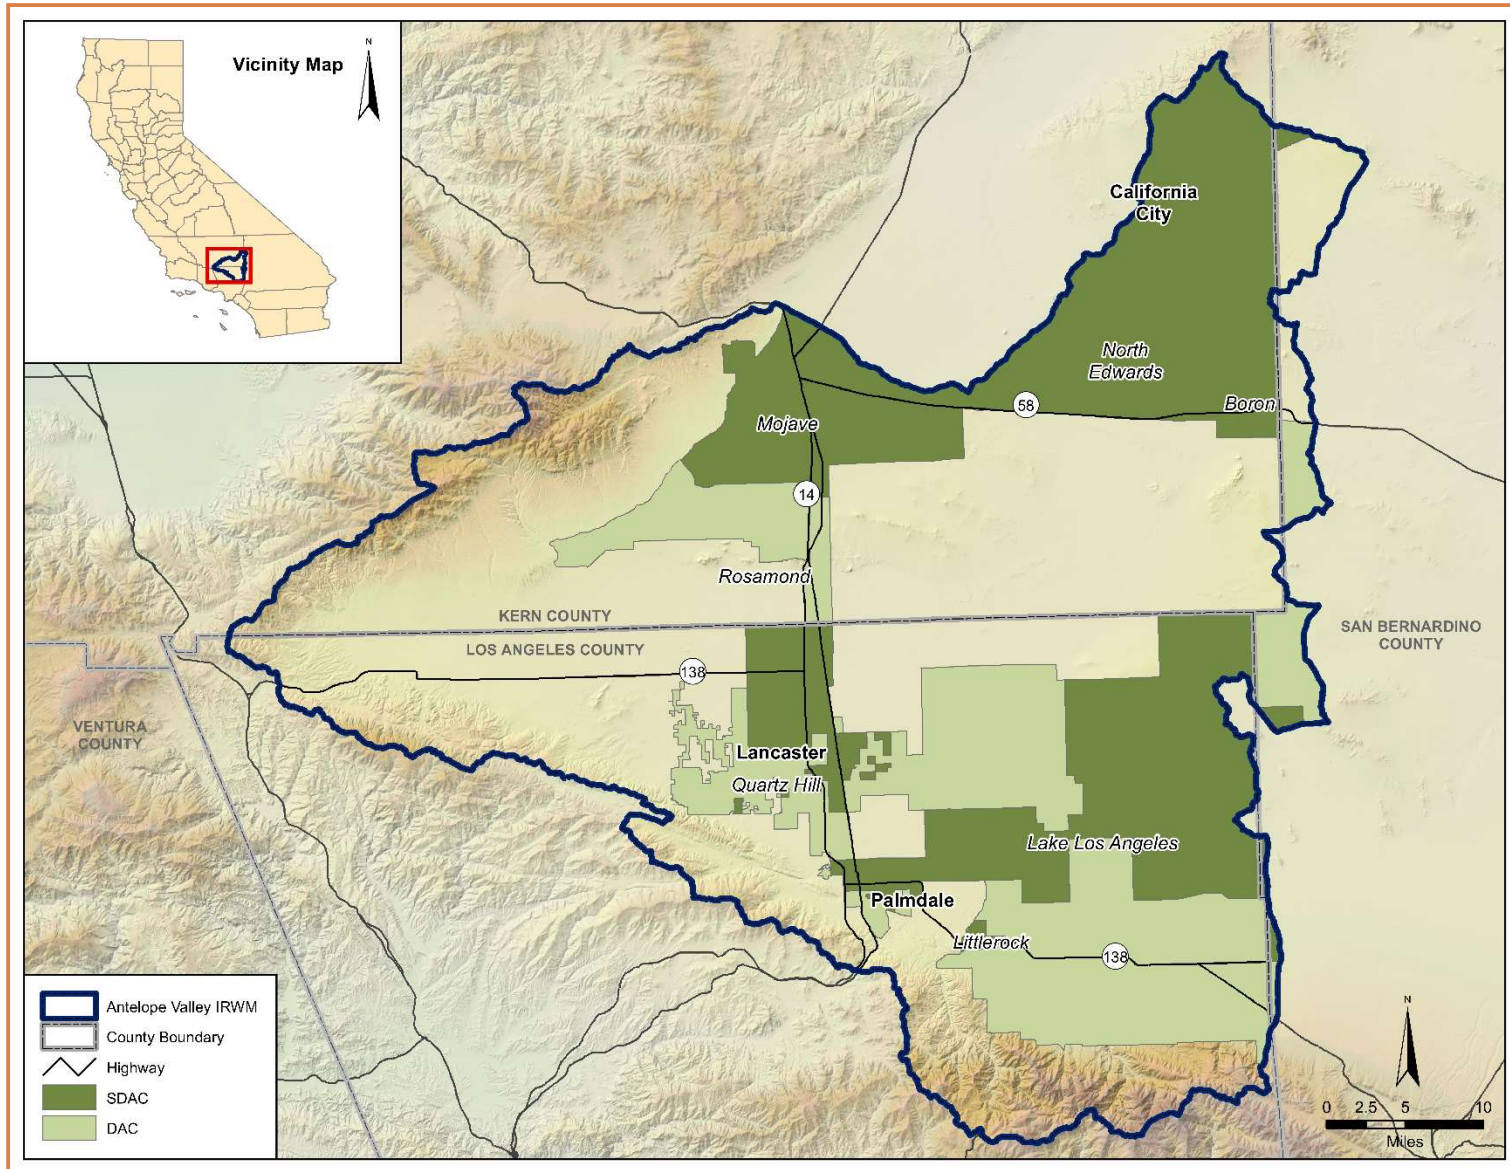 Vicinity Map
N
California
City
North
Edwards
58
Boron
Mojave
14
Rosamond
KERN COUNTY
LOS ANGELES COUNTY
SAN BERNARDINO
COUNTY
138
VENTURA
COUNTY
Lancaster
Quartz Hill
Lake Los Angeles
Palmdale
Littlerock
138
Antelope Valley IRWM
County Boundary
Highway
SDAC
DAC
N
0 2.5 5 10
Miles